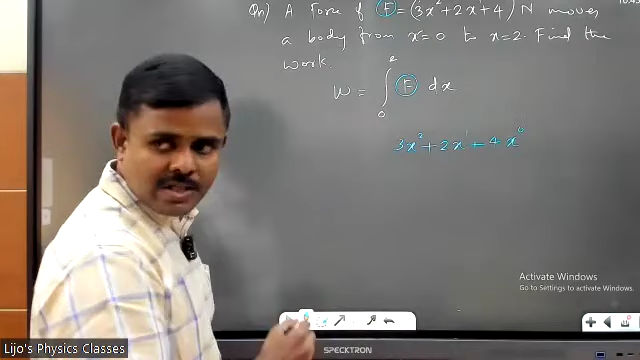 Qn) A Force of F = (3x² + 2x + 4) N moves
a body from x=0 to x=2. Find the
work.
W = ∫₀² F dx
3x² + 2x¹ + 4x⁰
Activate Windows
Go to Settings to activate Windows.
SPECKTRON
Lijo's Physics Classes